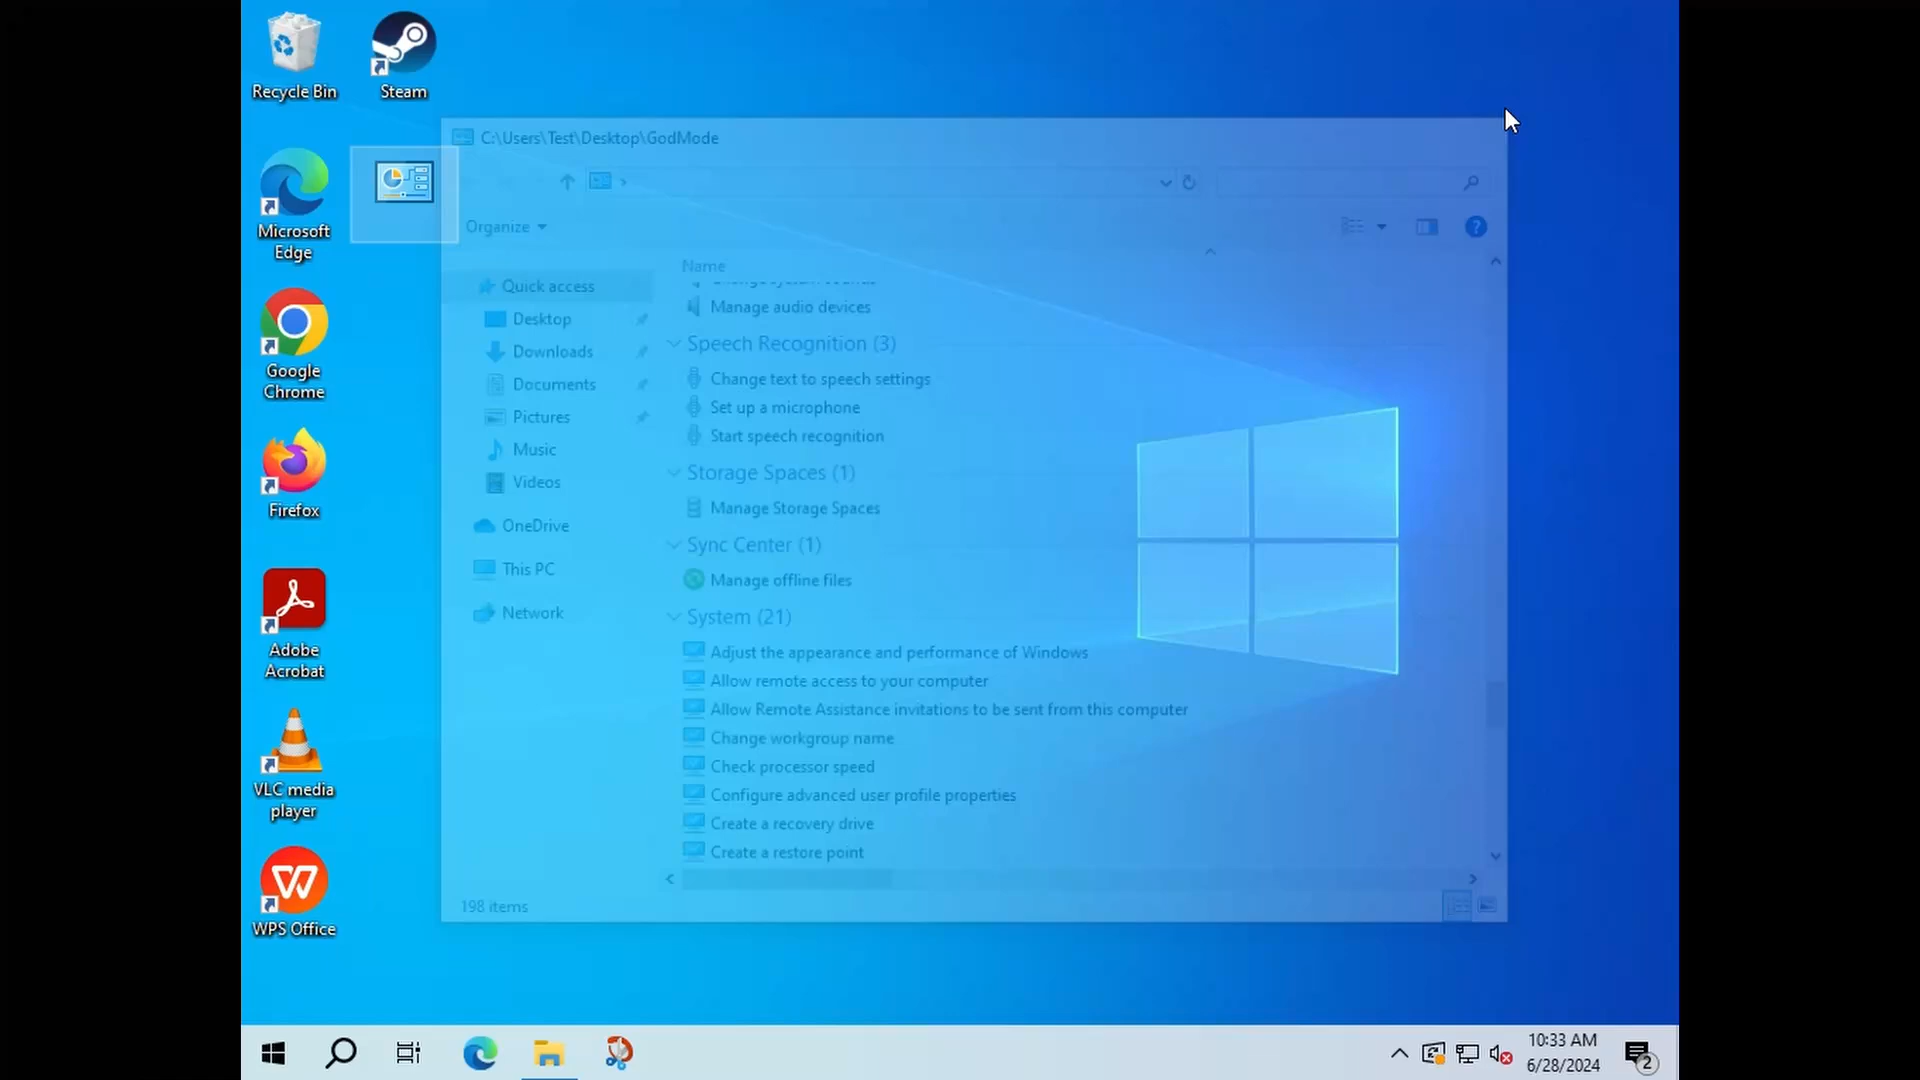 Recycle Bin
Steam
Microsoft
Edge
Google
Chrome
Firefox
Adobe
Acrobat
VLC media
player
WPS Office
C:\Users\Test\Desktop\GodMode
Organize
Name
Quick access
Desktop
Downloads
Documents
Pictures
Music
Videos
OneDrive
This PC
Network
Manage audio devices
Speech Recognition (3)
Change text to speech settings
Set up a microphone
Start speech recognition
Storage Spaces (1)
Manage Storage Spaces
Sync Center (1)
Manage offline files
System (21)
Adjust the appearance and performance of Windows
Allow remote access to your computer
Allow Remote Assistance invitations to be sent from this computer
Change workgroup name
Check processor speed
Configure advanced user profile properties
Create a recovery drive
Create a restore point
198 items
10:33 AM
6/28/2024
2